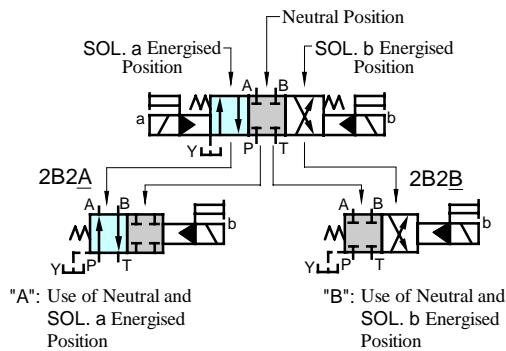 Neutral Position
SOL. a Energised
Position
SOL. b Energised
Position
A B
a
b
Y
P T
2B2A
2B2B
A B
b
Y
P T
A B
b
Y
P T
"A": Use of Neutral and
SOL. a Energised
Position
"B": Use of Neutral and
SOL. b Energised
Position